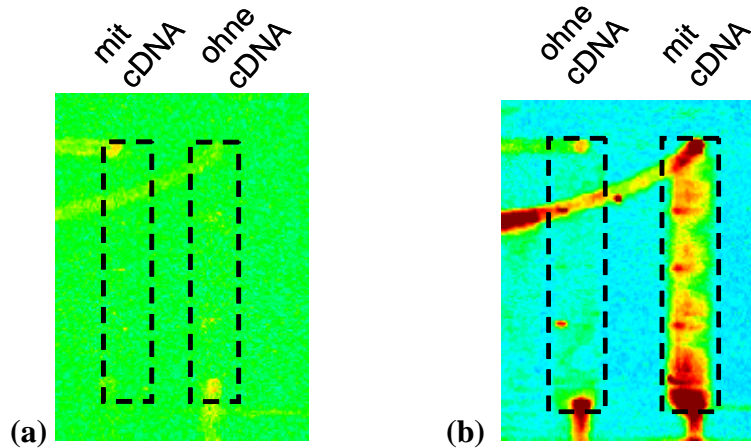 mit
cDNA
ohne
cDNA
ohne
cDNA
mit
cDNA
(a)
(b)